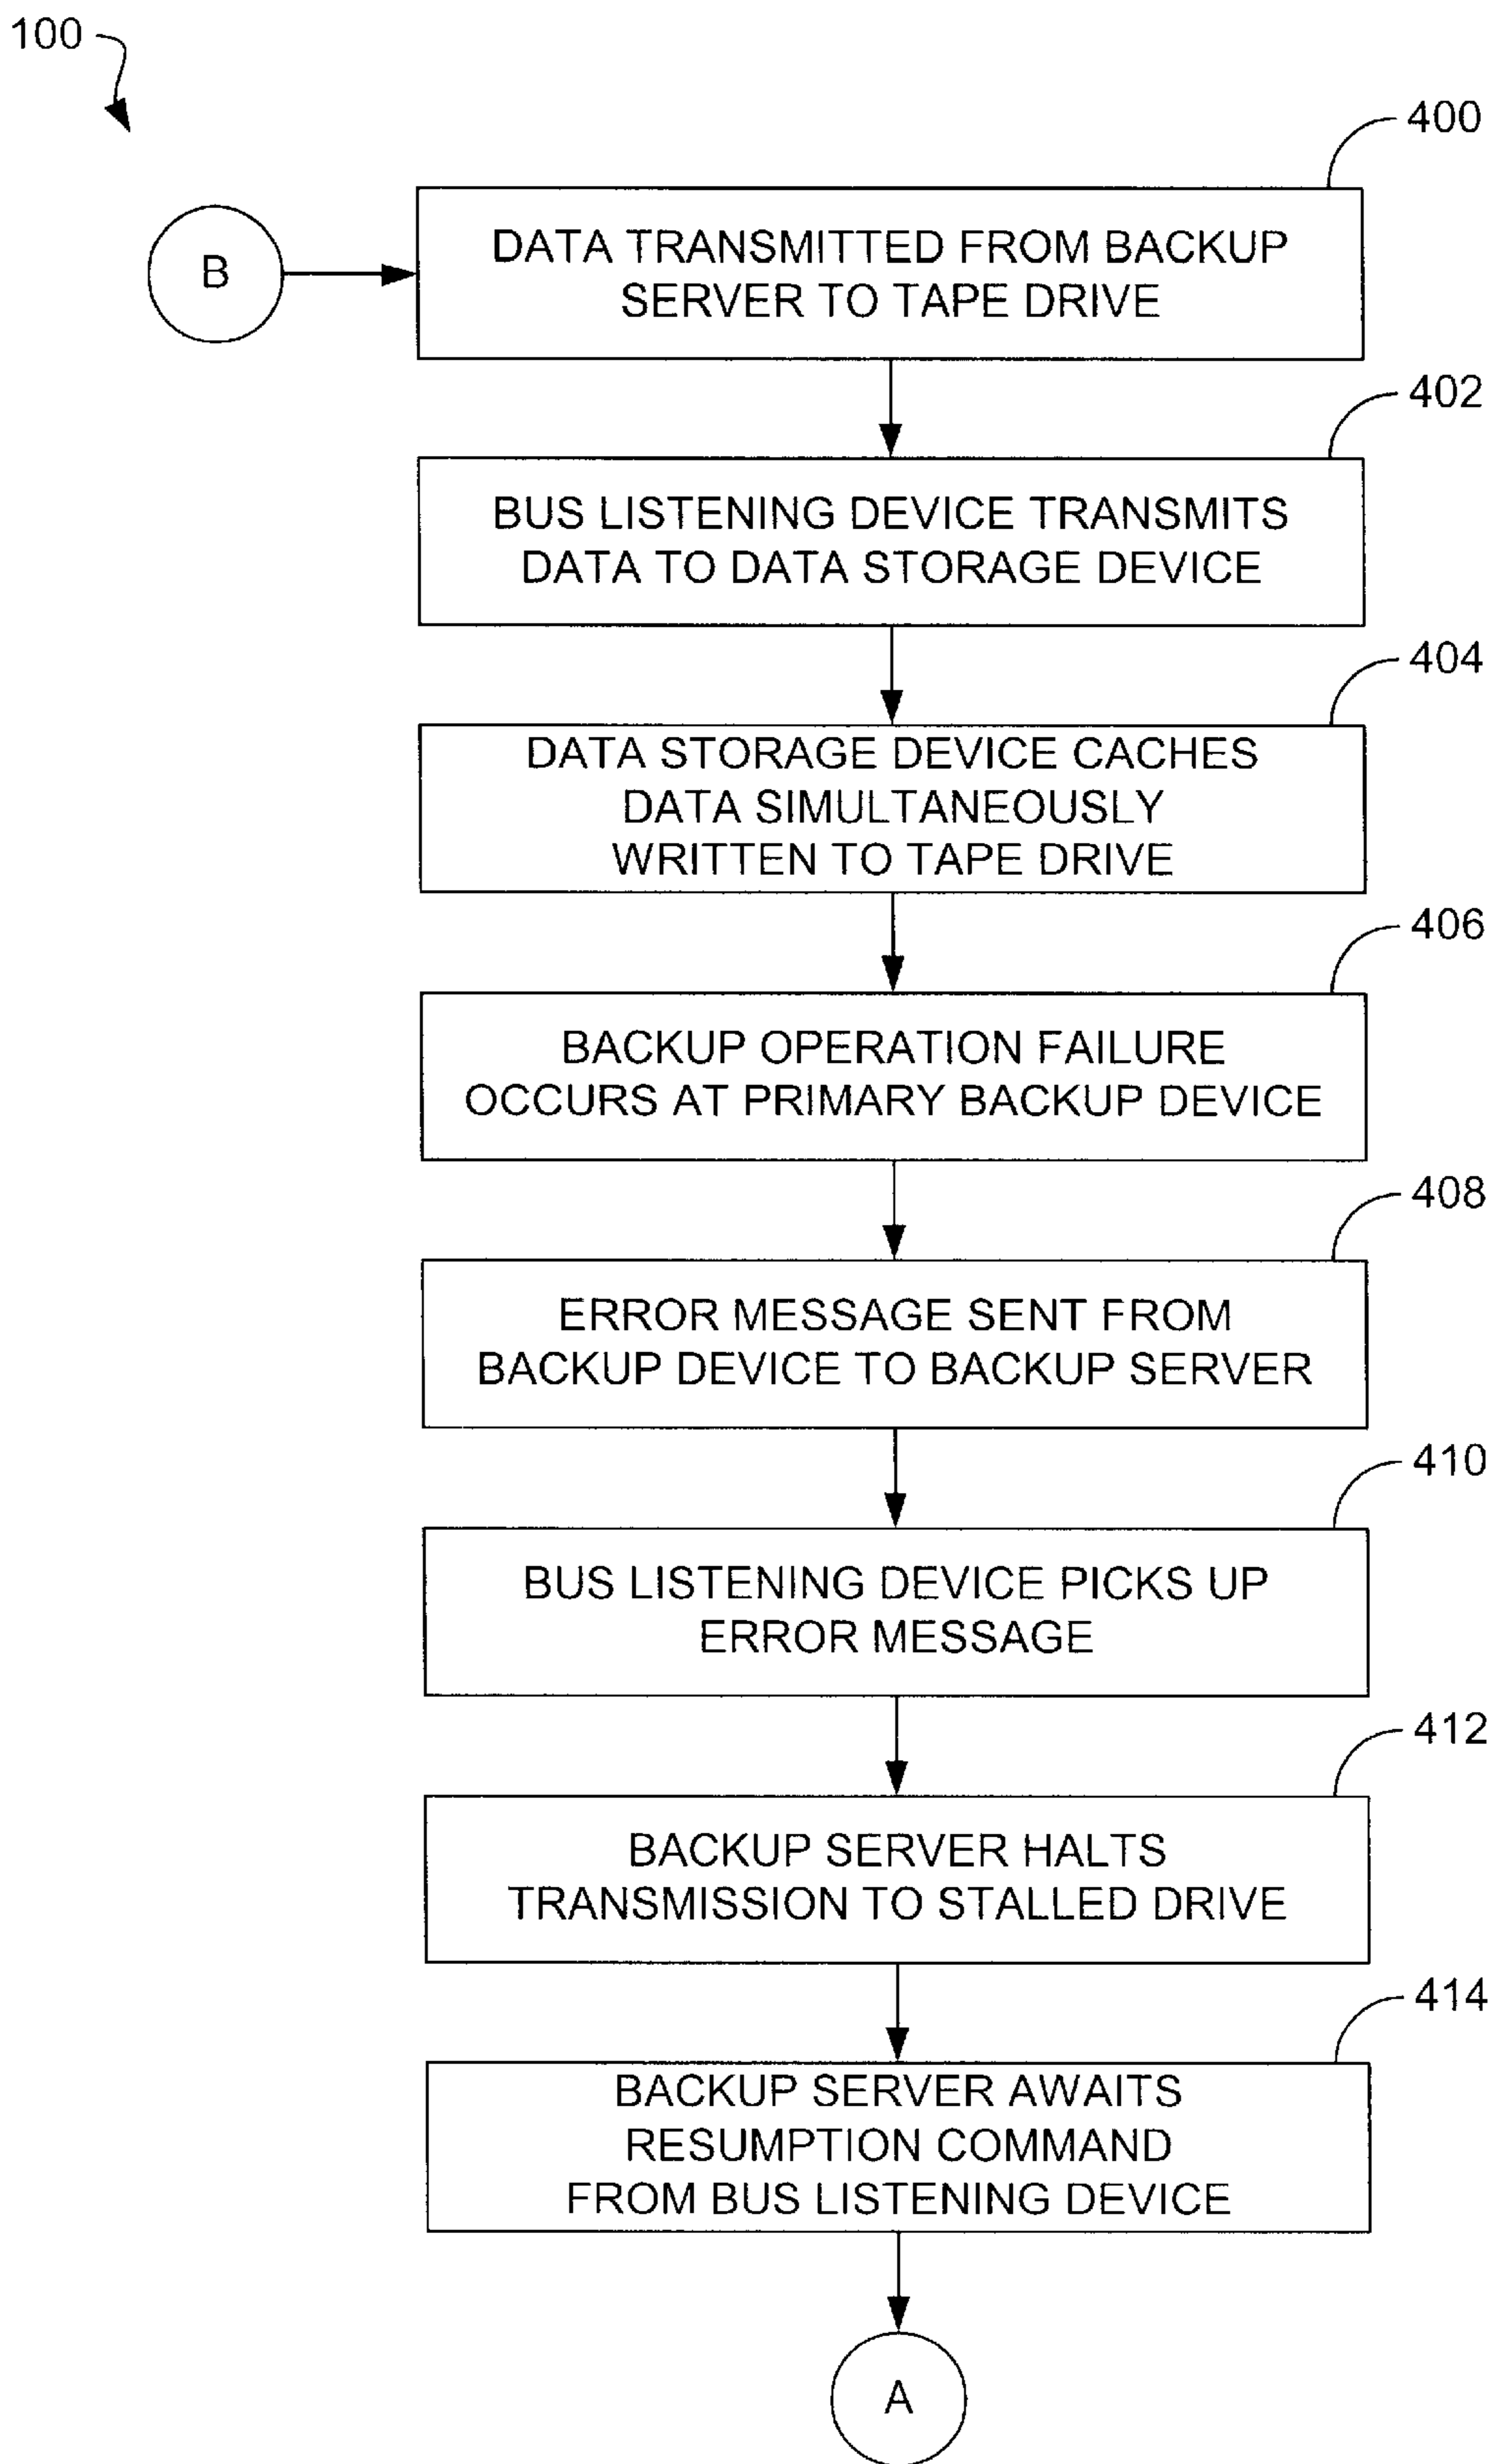 100
400
B
DATA TRANSMITTED FROM BACKUP
SERVER TO TAPE DRIVE
402
BUS LISTENING DEVICE TRANSMITS
DATA TO DATA STORAGE DEVICE
404
DATA STORAGE DEVICE CACHES
DATA SIMULTANEOUSLY
WRITTEN TO TAPE DRIVE
406
BACKUP OPERATION FAILURE
OCCURS AT PRIMARY BACKUP DEVICE
408
ERROR MESSAGE SENT FROM
BACKUP DEVICE TO BACKUP SERVER
410
BUS LISTENING DEVICE PICKS UP
ERROR MESSAGE
412
BACKUP SERVER HALTS
TRANSMISSION TO STALLED DRIVE
414
BACKUP SERVER AWAITS
RESUMPTION COMMAND
FROM BUS LISTENING DEVICE
A